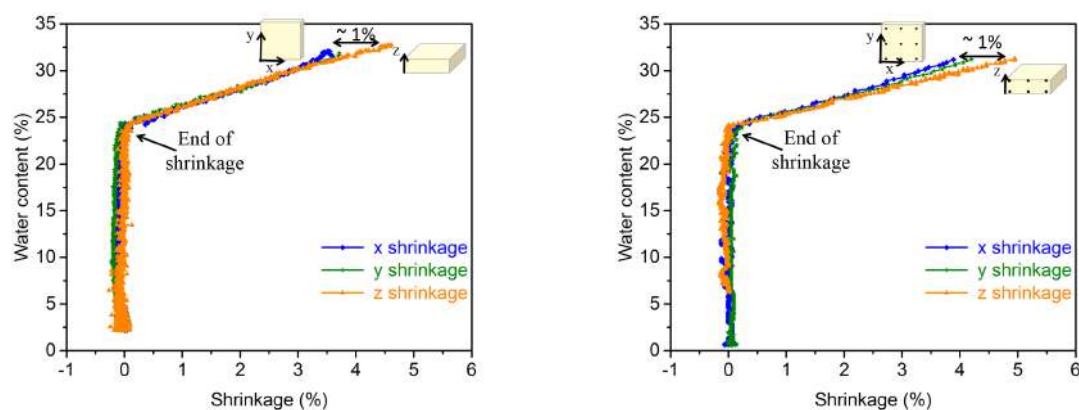 35
30
25
20
15
10
5
0
Water content (%)
-1 0 1 2 3 4 5 6
Shrinkage (%)
y
x
~ 1%
z
End of
shrinkage
x shrinkage
y shrinkage
z shrinkage
35
30
25
20
15
10
5
0
Water content (%)
-1 0 1 2 3 4 5 6
Shrinkage (%)
y
x
~ 1%
z
End of
shrinkage
x shrinkage
y shrinkage
z shrinkage